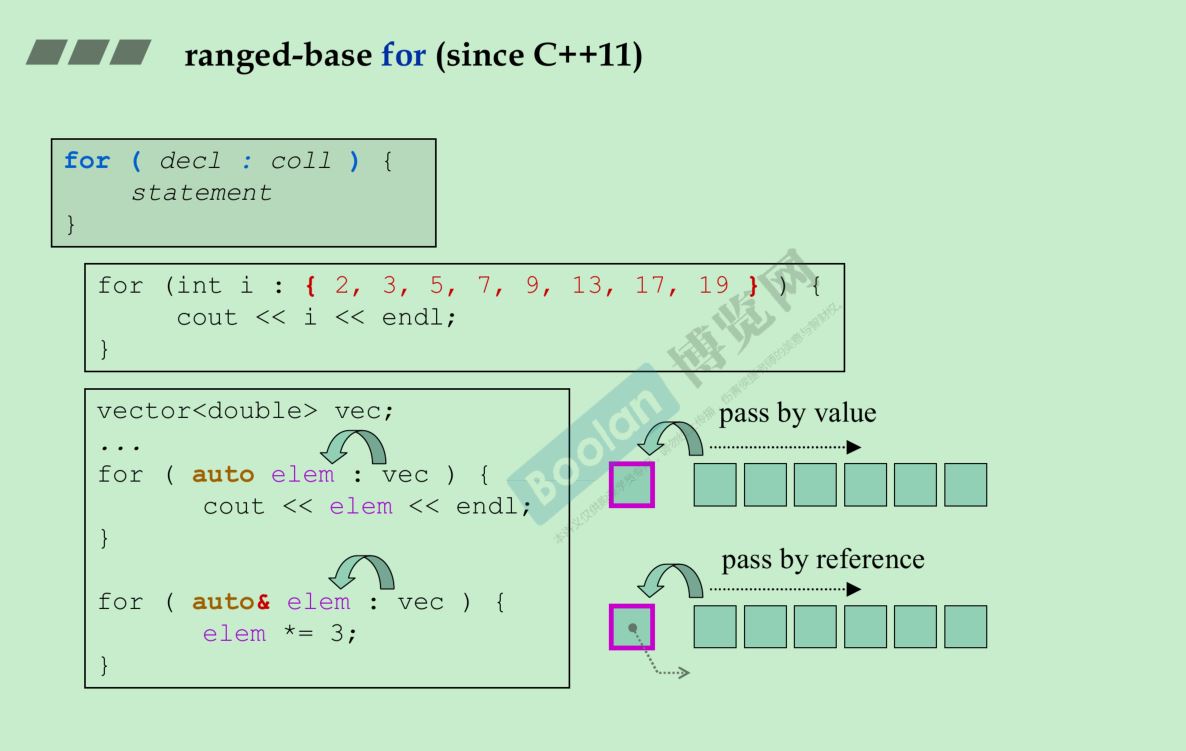 ranged-base for (since C++11)
for ( decl : coll ) {
statement
}
for (int i : { 2, 3, 5, 7, 9, 13, 17, 19 } ) {
cout << i << endl;
}
vector<double> vec;
...
for ( auto elem : vec ) {
cout << elem << endl;
}
for ( auto& elem : vec ) {
elem *= 3;
}
pass by value
pass by reference
Boolan 博览网